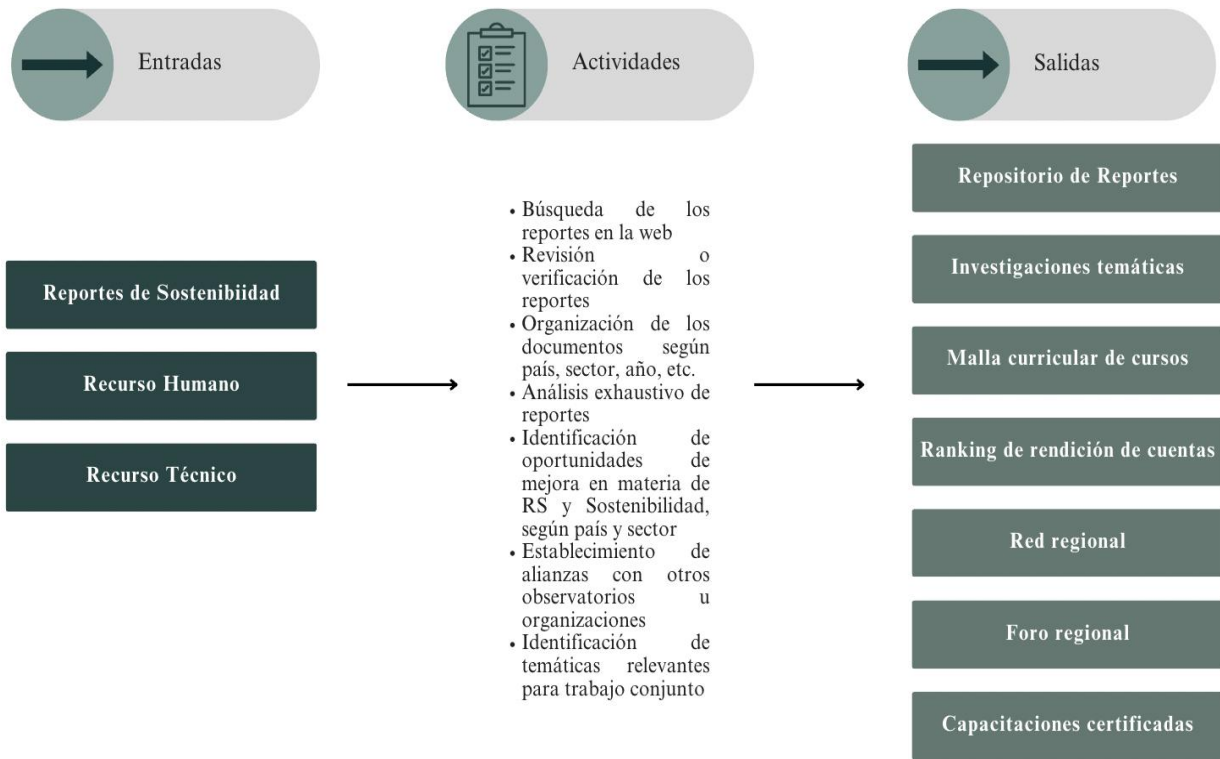 Entradas
Reportes de Sostenibiidad
Recurso Humano
Recurso Técnico
Actividades
• Búsqueda de los
reportes en la web
• Revisión o
verificación de los
reportes
• Organización de los
documentos según
país, sector, año, etc.
• Análisis exhaustivo de
reportes
• Identificación de
oportunidades de
mejora en materia de
RS y Sostenibilidad,
según país y sector
• Establecimiento de
alianzas con otros
observatorios u
organizaciones
• Identificación de
temáticas relevantes
para trabajo conjunto
Salidas
Repositorio de Reportes
Investigaciones temáticas
Malla curricular de cursos
Ranking de rendición de cuentas
Red regional
Foro regional
Capacitaciones certificadas